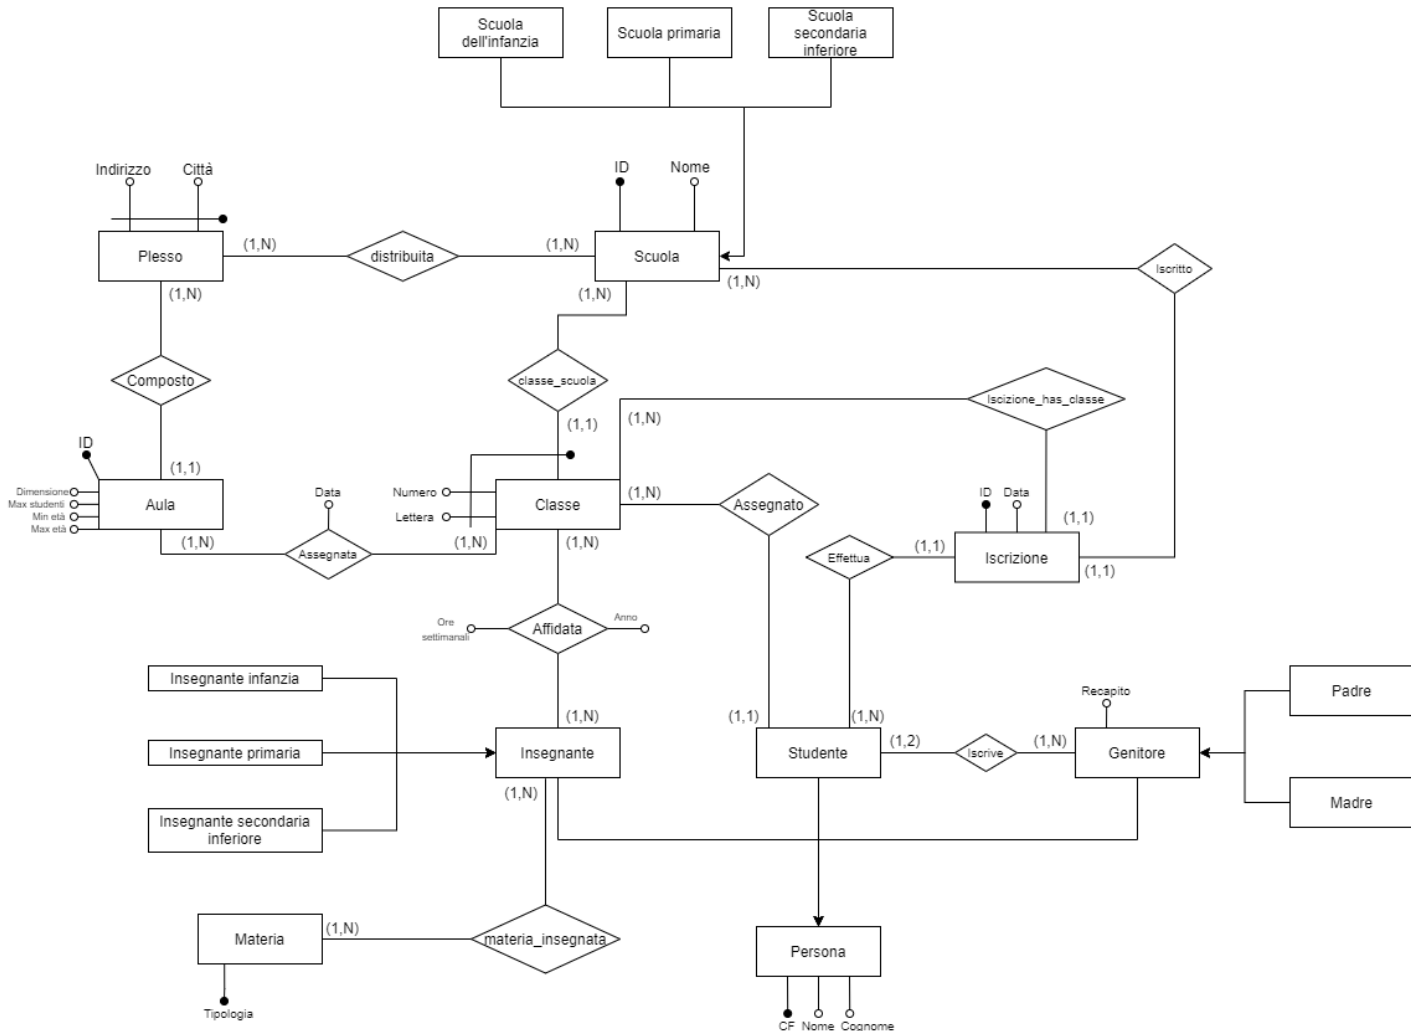 Scuola
dell'infanzia
Scuola primaria
Scuola
secondaria
inferiore
Indirizzo
Città
ID
Nome
Plesso
(1,N)
distribuita
(1,N)
Scuola
(1,N)
(1,N)
(1,N)
Iscritto
Composto
classe_scuola
Iscizione_has_classe
(1,N)
(1,1)
ID
(1,1)
Dimensione
Max studenti
Min età
Max età
Aula
(1,N)
Data
Assegnata
Numero
Lettera
Classe
(1,N)
(1,N)
(1,N)
Assegnato
ID
Data
(1,1)
Effettua
(1,1)
Iscrizione
(1,1)
Ore
settimanali
Affidata
Anno
Insegnante infanzia
Insegnante primaria
Insegnante secondaria
inferiore
(1,N)
Insegnante
(1,N)
(1,1)
(1,N)
Studente
(1,2)
Iscrive
(1,N)
Recapito
Genitore
Padre
Madre
Materia
(1,N)
materia_insegnata
Tipologia
Persona
CF
Nome
Cognome